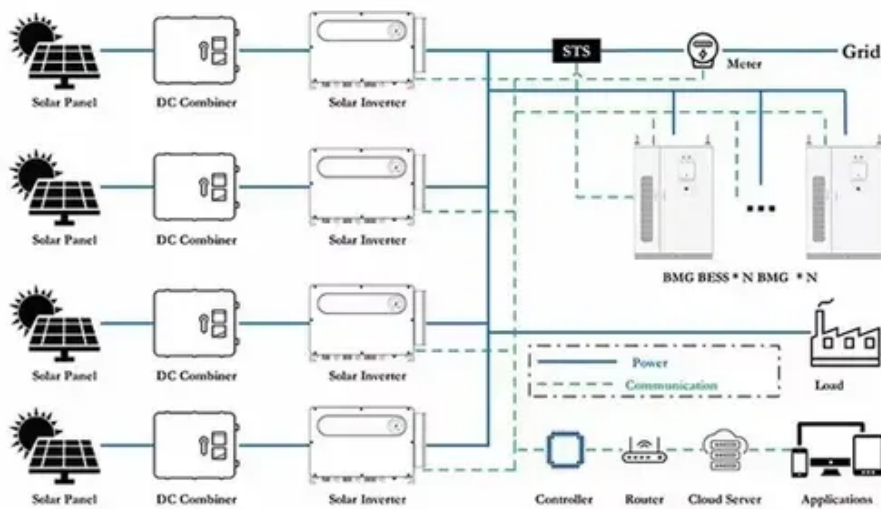 STS
Meter
Grid
Solar Panel
DC Combiner
Solar Inverter
Solar Panel
DC Combiner
Solar Inverter
BMG BESS * N BMG * N
Solar Panel
DC Combiner
Solar Inverter
Power
Communication
Load
Solar Panel
DC Combiner
Solar Inverter
Controller
Router
Cloud Server
Applications